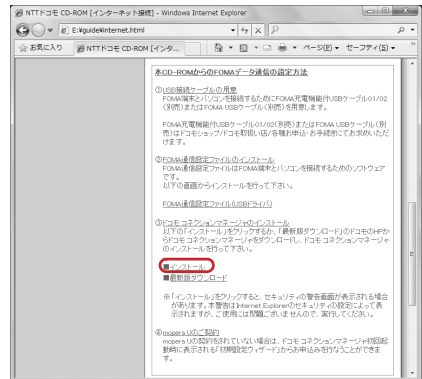 NTTドコモ CD-ROM [インターネット接続] - Windows Internet Explorer
E:¥guide¥internet.html
お気に入り
NTTドコモ CD-ROM [インタ...
ページ(P)
セーフティ(S)
本CD-ROMからのFOMAデータ通信の設定方法
①USB接続ケーブルの用意
FOMA端末とパソコンを接続するためにFOMA充電機能付USBケーブル01/02
(別売)またはFOMA USBケーブル(別売)を用意します。
FOMA充電機能付USBケーブル01/02(別売)またはFOMA USBケーブル(別
売)はドコモショップ/ドコモ取扱い店/各種お申込・お手続きにてお求めいただ
けます。
②FOMA通信設定ファイルのインストール
FOMA通信設定ファイルはFOMA端末とパソコンを接続するためのソフトウェア
です。
以下の画面からインストールを行って下さい。
FOMA通信設定ファイル(USBドライバ)
③ドコモ コネクションマネージャのインストール
以下の「インストール」をクリックするか、「最新版ダウンロード」のドコモのHPか
らドコモ コネクションマネージャをダウンロードし、ドコモ コネクションマネージャ
のインストールを行って下さい。
■インストール
■最新版ダウンロード
※「インストール」をクリックすると、セキュリティの警告画面が表示される場合
があります。本警告はInternet Explorerのセキュリティの設定によって表
示されますが、ご使用には問題ございませんので、実行してください。
④mopera Uのご契約
mopera Uの契約をされていない場合は、ドコモ コネクションマネージャ初回起
動時に表示される「初期設定ウィザード」からお申込みを行なうことができま
す。